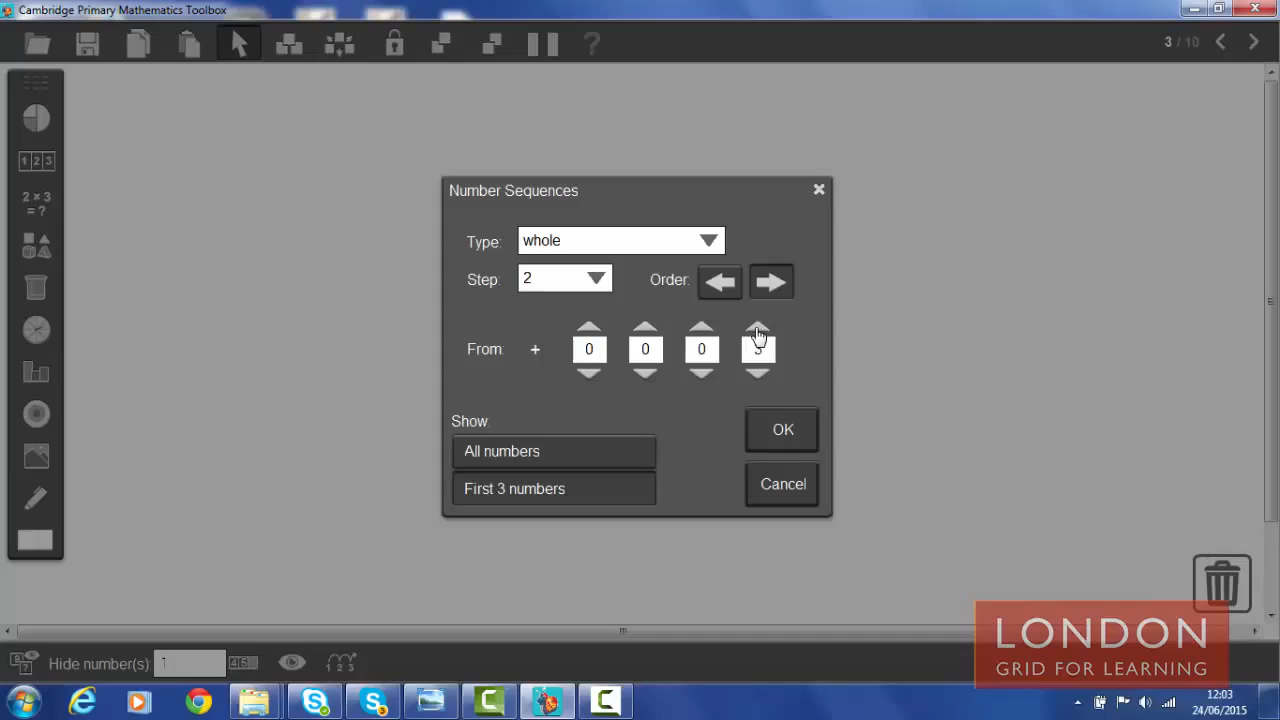 Cambridge Primary Mathematics Toolbox
?
3 / 10
1 2 3
2 × 3
= ?
Number Sequences
Type: whole
Step: 2 Order:
From: + 0 0 0
Show:
All numbers
First 3 numbers
OK
Cancel
LONDON
GRID FOR LEARNING
Hide number(s): 1
12:03
24/06/2015